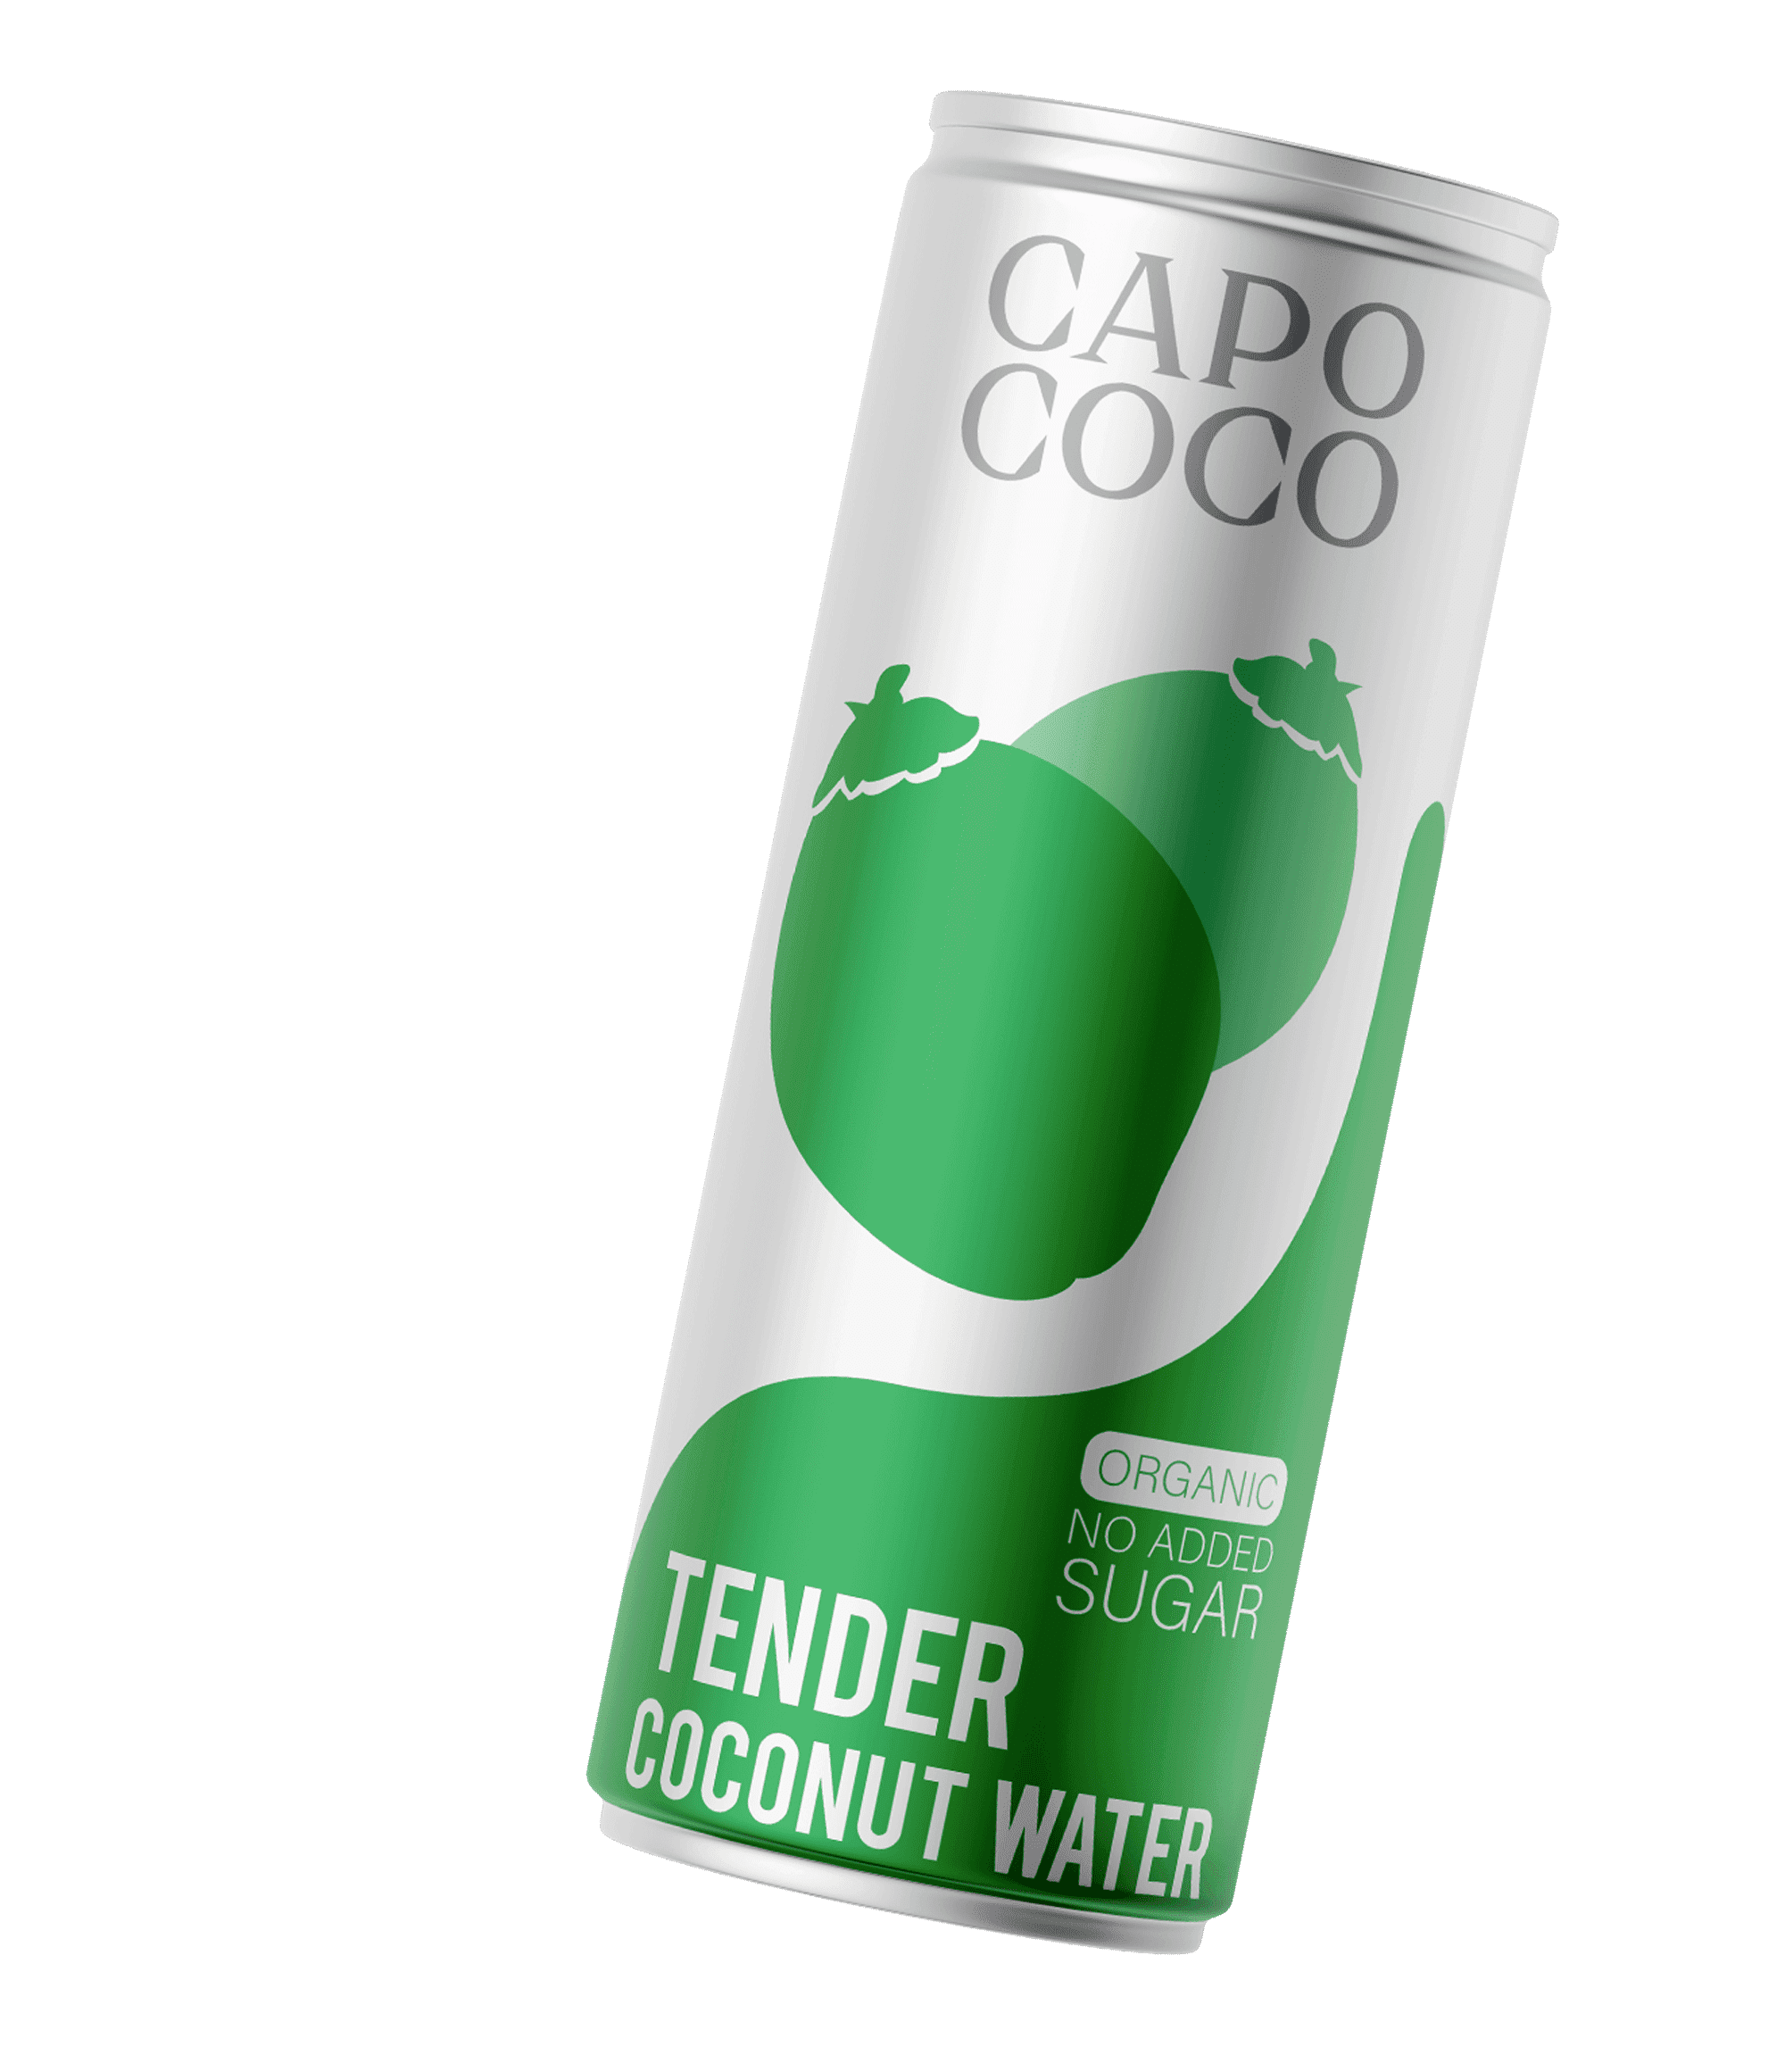 CAPO
COCO
ORGANIC
NO ADDED
SUGAR
TENDER
COCONUT WATER